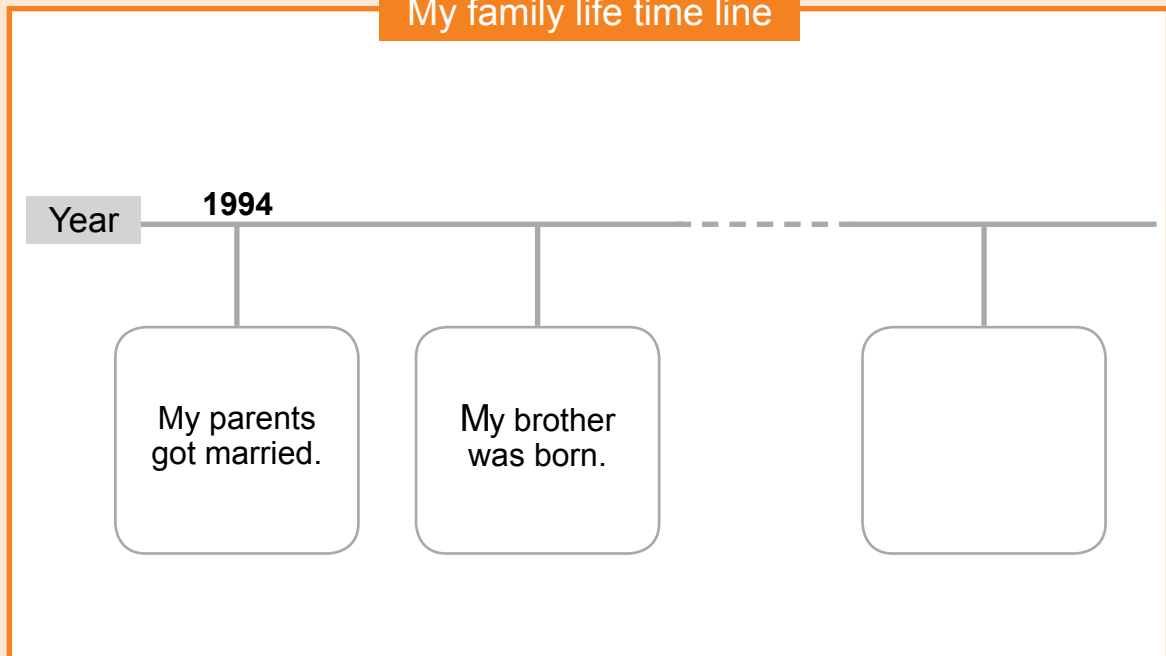 My family life time line
1994
Year
My parents
got married.
My brother
was born.